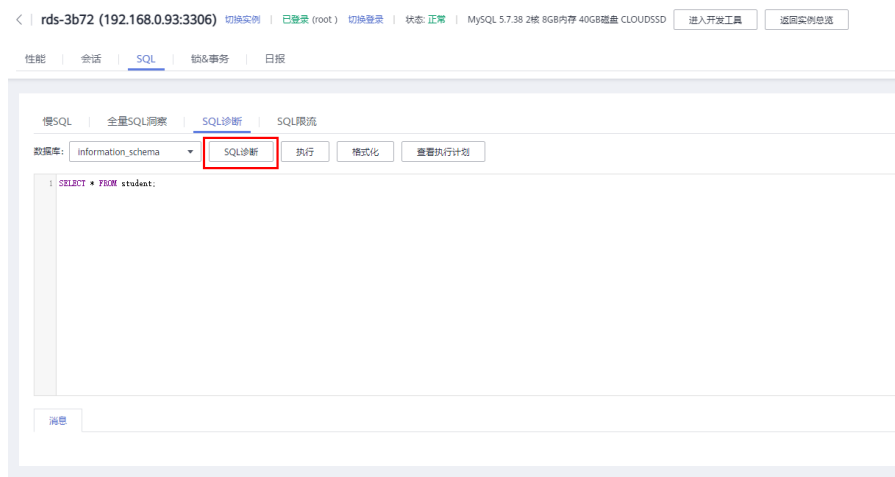 rds-3b72 (192.168.0.93:3306) 切换实例 已登录 (root ) 切换登录 状态: 正常 MySQL 5.7.38 2核 8GB内存 40GB磁盘 CLOUDSSD 进入开发工具 返回实例总览
性能 会话 SQL 锁&事务 日报
慢SQL 全量SQL洞察 SQL诊断 SQL限流
数据库: information_schema SQL诊断 执行 格式化 查看执行计划
1 SELECT * FROM student;
消息